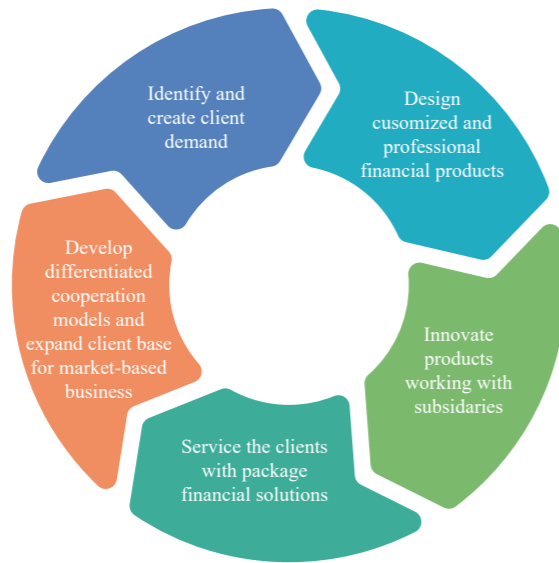 Identify and
create client
demand
Design
cusomized and
professional
financial products
Innovate
products
working with
subsidaries
Service the clients
with package
financial solutions
Develop
differentiated
cooperation
models and
expand client base
for market-based
business